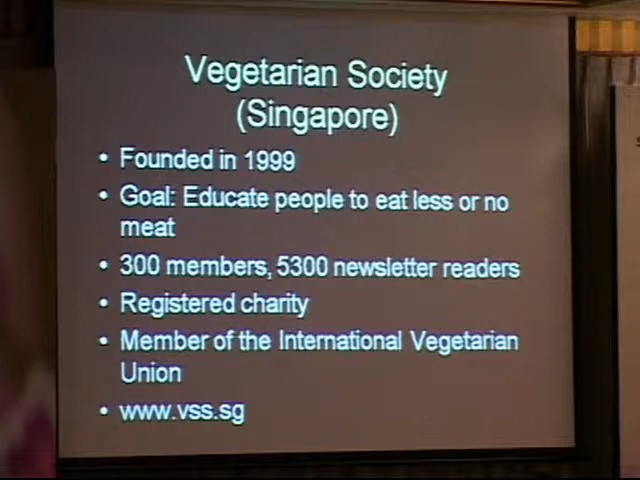 Vegetarian Society
(Singapore)
• Founded in 1999
• Goal: Educate people to eat less or no
meat
• 300 members, 5300 newsletter readers
• Registered charity
• Member of the International Vegetarian
Union
• www.vss.sg